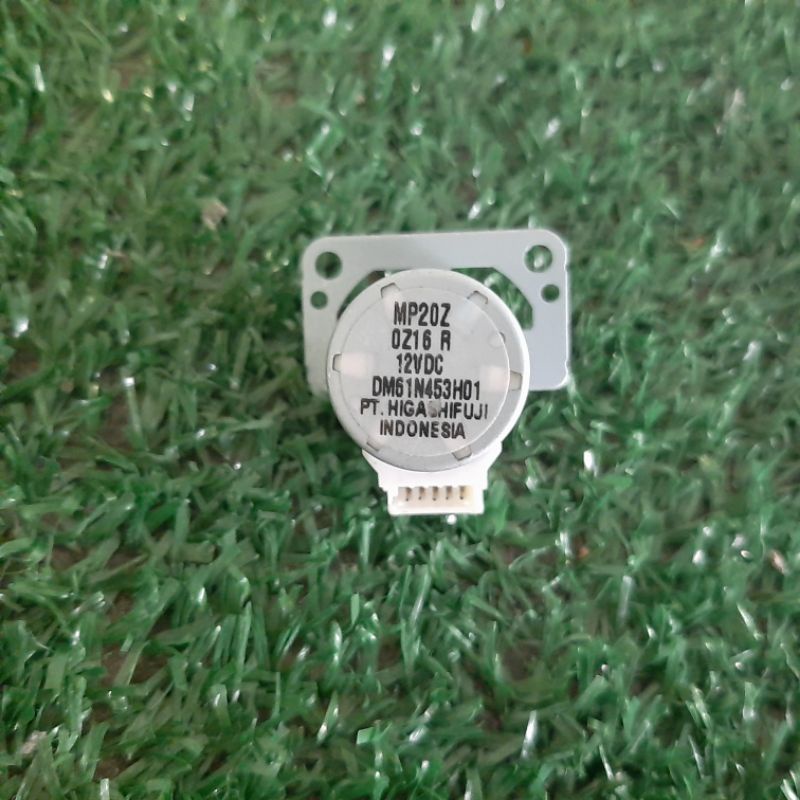 MP20Z
0Z16 R
12VDC
DM61N453H01
PT. HIGASHIFUJI
INDONESIA